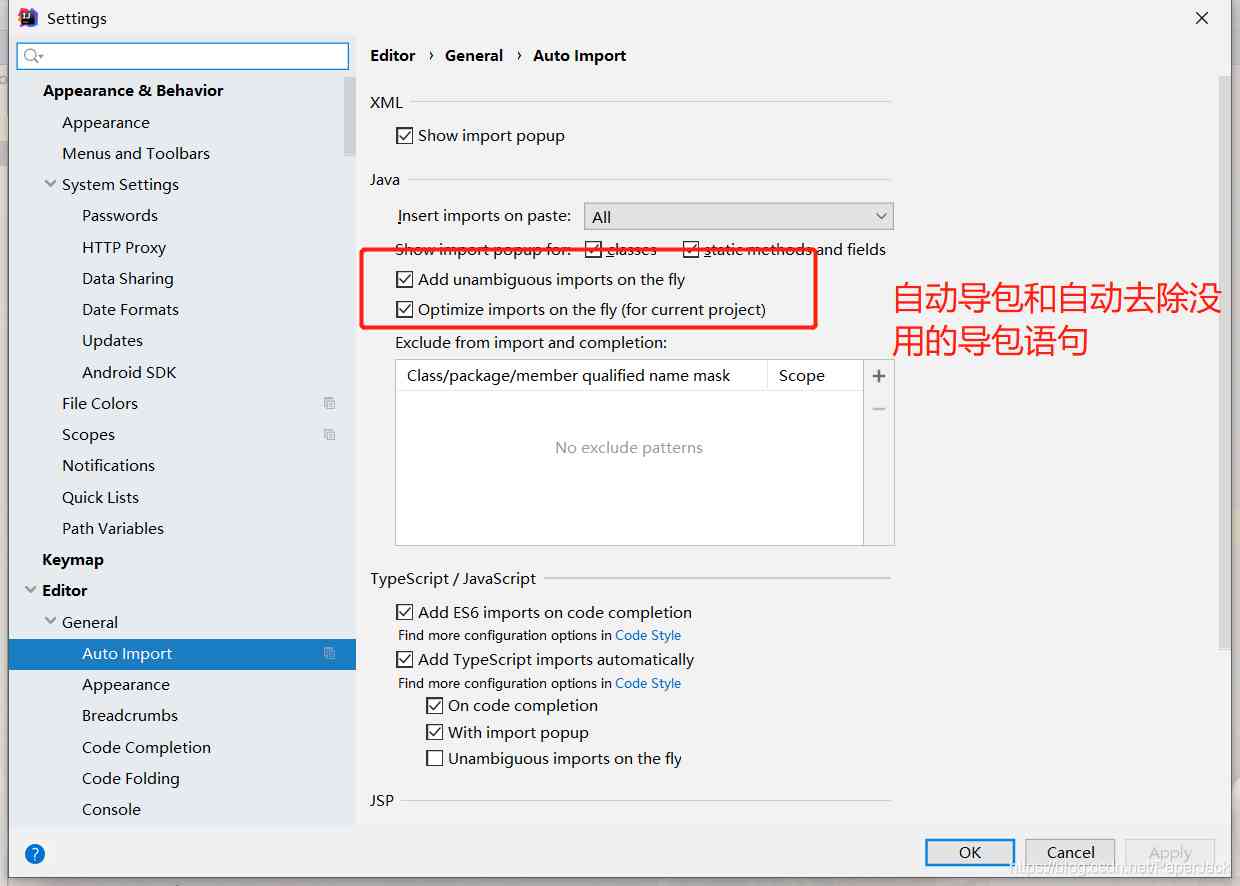 Settings
Appearance & Behavior
Appearance
Menus and Toolbars
System Settings
Passwords
HTTP Proxy
Data Sharing
Date Formats
Updates
Android SDK
File Colors
Scopes
Notifications
Quick Lists
Path Variables
Keymap
Editor
General
Auto Import
Appearance
Breadcrumbs
Code Completion
Code Folding
Console
Editor › General › Auto Import
XML
Show import popup
Java
Insert imports on paste: All
Show import popup for: classes static methods and fields
Add unambiguous imports on the fly
Optimize imports on the fly (for current project)
自动导包和自动去除没
用的导包语句
Exclude from import and completion:
Class/package/member qualified name mask Scope
No exclude patterns
TypeScript / JavaScript
Add ES6 imports on code completion
Find more configuration options in Code Style
Add TypeScript imports automatically
Find more configuration options in Code Style
On code completion
With import popup
Unambiguous imports on the fly
JSP
? OK Cancel Apply
https://blog.csdn.net/PaperJack